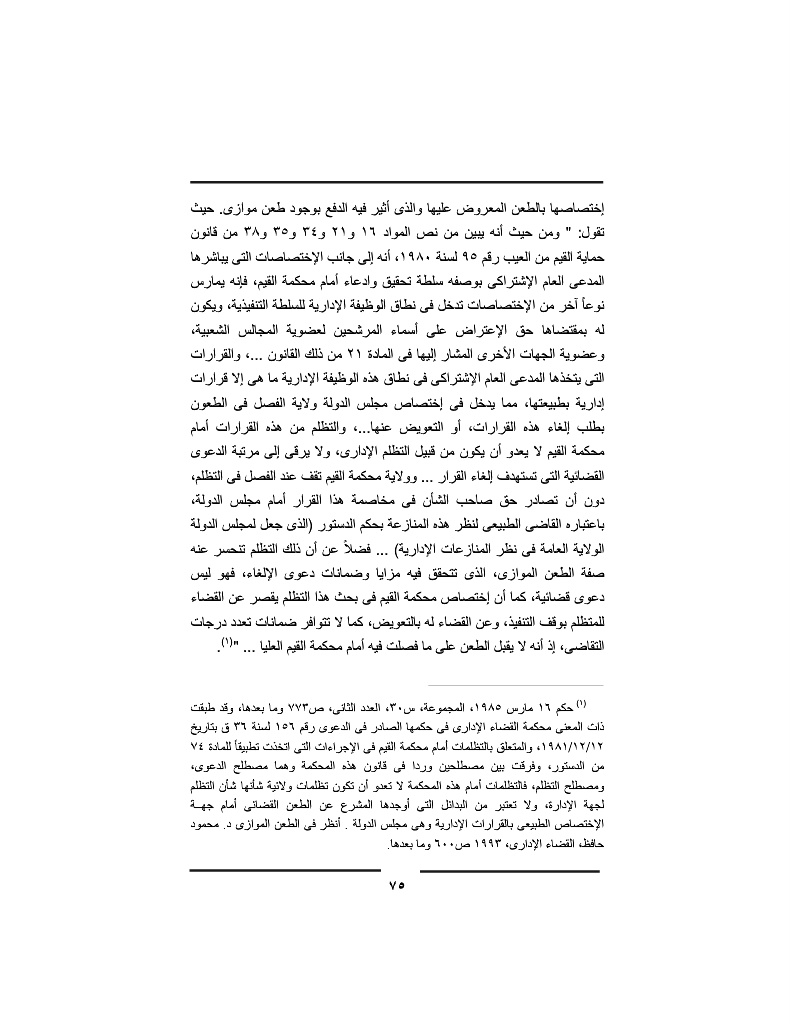 إختصاصها بالطعن المعروض عليها والذى أثير فيه الدفع بوجود طعن موازى. حيث
تقول: " ومن حيث أنه يبين من نص المواد ١٦ و٢١ و٣٤ و٣٥ و٣٨ من قانون
حماية القيم من العيب رقم ٩٥ لسنة ١٩٨٠، أنه إلى جانب الإختصاصات التى يباشرها
المدعى العام الإشتراكى بوصفه سلطة تحقيق وادعاء أمام محكمة القيم، فإنه يمارس
نوعاً آخر من الإختصاصات تدخل فى نطاق الوظيفة الإدارية للسلطة التنفيذية، ويكون
له بمقتضاها حق الإعتراض على أسماء المرشحين لعضوية المجالس الشعبية،
وعضوية الجهات الأخرى المشار إليها فى المادة ٢١ من ذلك القانون ...، والقرارات
التى يتخذها المدعى العام الإشتراكى فى نطاق هذه الوظيفة الإدارية ما هى إلا قرارات
إدارية بطبيعتها، مما يدخل فى إختصاص مجلس الدولة ولاية الفصل فى الطعون
بطلب إلغاء هذه القرارات، أو التعويض عنها...، والتظلم من هذه القرارات أمام
محكمة القيم لا يعدو أن يكون من قبيل التظلم الإدارى، ولا يرقى إلى مرتبة الدعوى
القضائية التى تستهدف إلغاء القرار ... وولاية محكمة القيم تقف عند الفصل فى التظلم،
دون أن تصادر حق صاحب الشأن فى مخاصمة هذا القرار أمام مجلس الدولة،
باعتباره القاضى الطبيعى لنظر هذه المنازعة بحكم الدستور (الذى جعل لمجلس الدولة
الولاية العامة فى نظر المنازعات الإدارية) ... فضلاً عن أن ذلك التظلم تنحسر عنه
صفة الطعن الموازى، الذى تتحقق فيه مزايا وضمانات دعوى الإلغاء، فهو ليس
دعوى قضائية، كما أن إختصاص محكمة القيم فى بحث هذا التظلم يقصر عن القضاء
للمتظلم بوقف التنفيذ، وعن القضاء له بالتعويض، كما لا تتوافر ضمانات تعدد درجات
التقاضى، إذ أنه لا يقبل الطعن على ما فصلت فيه أمام محكمة القيم العليا ... "(١).
(١) حكم ١٦ مارس ١٩٨٥، المجموعة، س٣٠، العدد الثانى، ص٧٧٣ وما بعدها، وقد طبقت
ذات المعنى محكمة القضاء الإدارى فى حكمها الصادر فى الدعوى رقم ١٥٦ لسنة ٣٦ ق بتاريخ
١٩٨١/١٢/١٢، والمتعلق بالتظلمات أمام محكمة القيم فى الإجراءات التى اتخذت تطبيقاً للمادة ٧٤
من الدستور، وفرقت بين مصطلحين وردا فى قانون هذه المحكمة وهما مصطلح الدعوى،
ومصطلح التظلم، فالتظلمات أمام هذه المحكمة لا تعدو أن تكون تظلمات ولائية شأنها شأن التظلم
لجهة الإدارة، ولا تعتبر من البدائل التى أوجدها المشرع عن الطعن القضائى أمام جهــة
الإختصاص الطبيعى بالقرارات الإدارية وهى مجلس الدولة . أنظر فى الطعن الموازى د. محمود
حافظ، القضاء الإدارى، ١٩٩٣ ص٦٠٠ وما بعدها.
٧٥